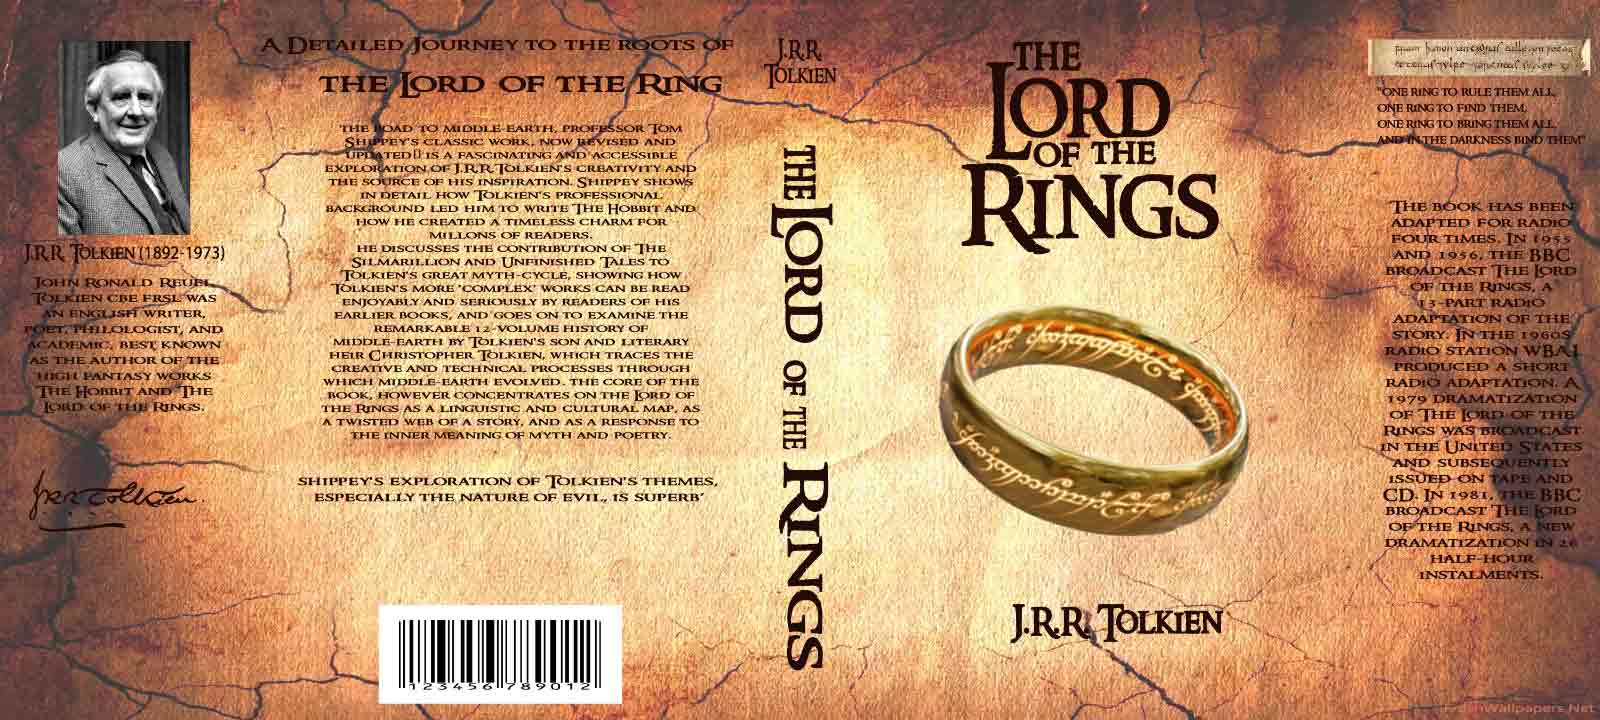 J.R.R. TOLKIEN (1892-1973)
JOHN RONALD REUEL
TOLKIEN CBE FRSL WAS
AN ENGLISH WRITER,
POET, PHILOLOGIST, AND
ACADEMIC, BEST KNOWN
AS THE AUTHOR OF THE
HIGH FANTASY WORKS
THE HOBBIT AND THE
LORD OF THE RINGS.
JRR Tolkien.
A DETAILED JOURNEY TO THE ROOTS OF
THE LORD OF THE RING
THE ROAD TO MIDDLE-EARTH, PROFESSOR TOM
SHIPPEY'S CLASSIC WORK, NOW REVISED AND
UPDATED IS A FASCINATING AND ACCESSIBLE
EXPLORATION OF J.R.R. TOLKIEN'S CREATIVITY AND
THE SOURCE OF HIS INSPIRATION. SHIPPEY SHOWS
IN DETAIL HOW TOLKIEN'S PROFESSIONAL
BACKGROUND LED HIM TO WRITE THE HOBBIT AND
HOW HE CREATED A TIMELESS CHARM FOR
MILLONS OF READERS.
HE DISCUSSES THE CONTRIBUTION OF THE
SILMARILLION AND UNFINISHED TALES TO
TOLKIEN'S GREAT MYTH-CYCLE, SHOWING HOW
TOLKIEN'S MORE 'COMPLEX' WORKS CAN BE READ
ENJOYABLY AND SERIOUSLY BY READERS OF HIS
EARLIER BOOKS, AND GOES ON TO EXAMINE THE
REMARKABLE 12-VOLUME HISTORY OF
MIDDLE-EARTH BY TOLKIEN'S SON AND LITERARY
HEIR CHRISTOPHER TOLKIEN, WHICH TRACES THE
CREATIVE AND TECHNICAL PROCESSES THROUGH
WHICH MIDDLE-EARTH EVOLVED. THE CORE OF THE
BOOK, HOWEVER CONCENTRATES ON THE LORD OF
THE RINGS AS A LINGUISTIC AND CULTURAL MAP, AS
A TWISTED WEB OF A STORY, AND AS A RESPONSE TO
THE INNER MEANING OF MYTH AND POETRY.
SHIPPEY'S EXPLORATION OF TOLKIEN'S THEMES,
ESPECIALLY THE NATURE OF EVIL, IS SUPERB'
123456 789012
J.R.R.
TOLKIEN
THE LORD OF THE RINGS
THE
LORD
OF THE
RINGS
J.R.R. TOLKIEN
"ONE RING TO RULE THEM ALL,
ONE RING TO FIND THEM,
ONE RING TO BRING THEM ALL,
AND IN THE DARKNESS BIND THEM"
THE BOOK HAS BEEN
ADAPTED FOR RADIO
FOUR TIMES. IN 1955
AND 1956, THE BBC
BROADCAST THE LORD
OF THE RINGS, A
13-PART RADIO
ADAPTATION OF THE
STORY. IN THE 1960S
RADIO STATION WBAI
PRODUCED A SHORT
RADIO ADAPTATION. A
1979 DRAMATIZATION
OF THE LORD OF THE
RINGS WAS BROADCAST
IN THE UNITED STATES
AND SUBSEQUENTLY
ISSUED ON TAPE AND
CD. IN 1981, THE BBC
BROADCAST THE LORD
OF THE RINGS, A NEW
DRAMATIZATION IN 26
HALF-HOUR
INSTALMENTS.